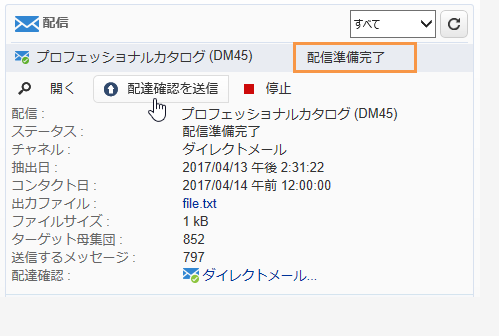 配信 すべて
プロフェッショナルカタログ (DM45) 配信準備完了
開く 配達確認を送信 停止
配信 : プロフェッショナルカタログ (DM45)
ステータス : 配信準備完了
チャネル : ダイレクトメール
抽出日 : 2017/04/13 午後 2:31:22
コンタクト日 : 2017/04/14 午前 12:00:00
出力ファイル : file.txt
ファイルサイズ : 1 kB
ターゲット母集団 : 852
送信するメッセージ : 797
配達確認 : ダイレクトメール...